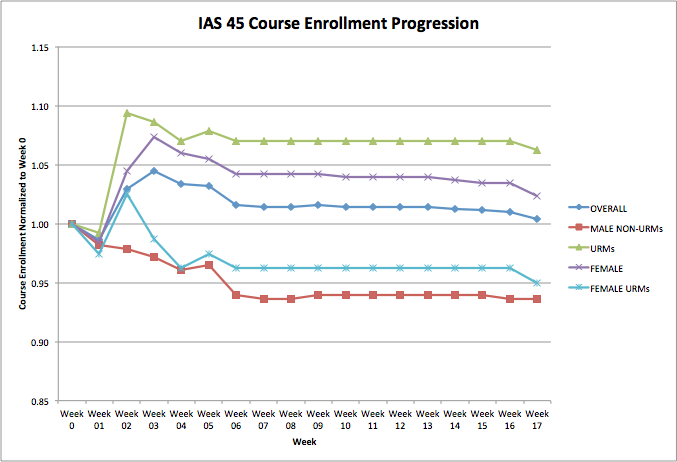 IAS 45 Course Enrollment Progression
Course Enrollment Normalized to Week 0
1.15
1.10
1.05
1.00
0.95
0.90
0.85
Week 0
Week 01
Week 02
Week 03
Week 04
Week 05
Week 06
Week 07
Week 08
Week 09
Week 10
Week 11
Week 12
Week 13
Week 14
Week 15
Week 16
Week 17
Week
OVERALL
MALE NON-URMs
URMs
FEMALE
FEMALE URMs